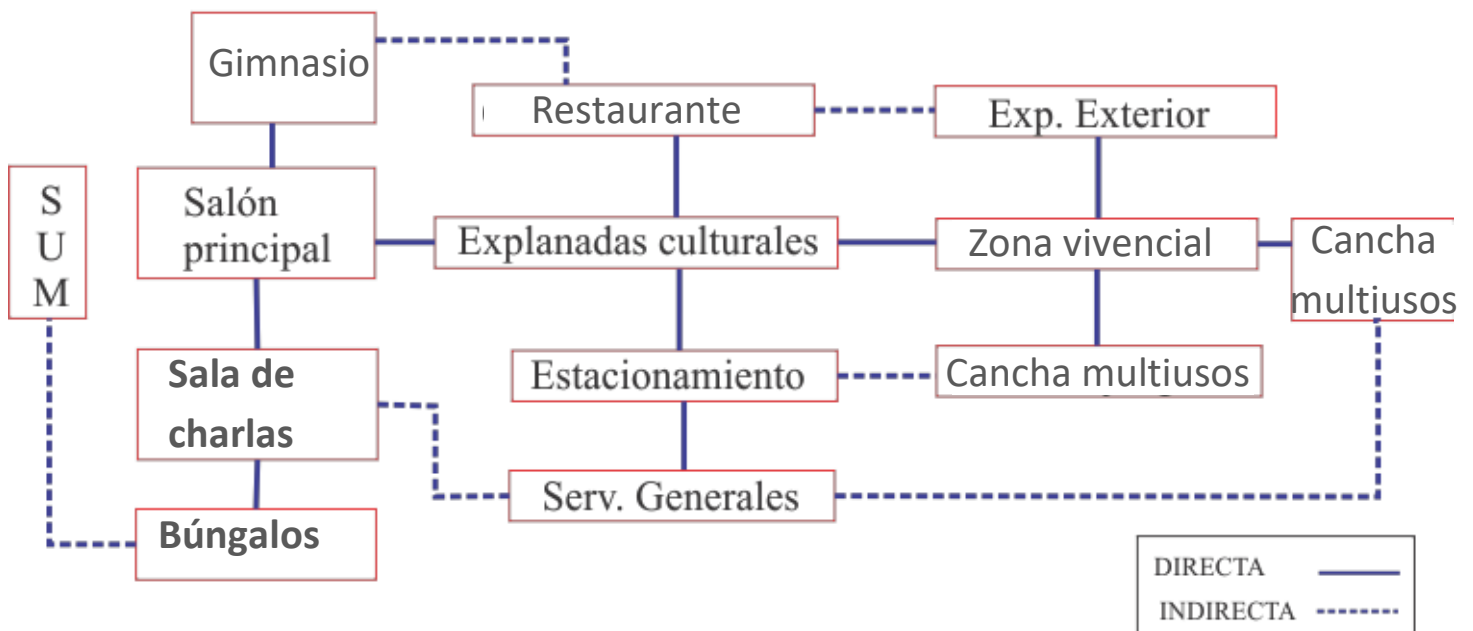 Gimnasio
Restaurante
Exp. Exterior
S
U
M
Salón
principal
Explanadas culturales
Zona vivencial
Cancha
multiusos
Sala de
charlas
Estacionamiento
Cancha multiusos
Serv. Generales
Búngalos
DIRECTA
INDIRECTA